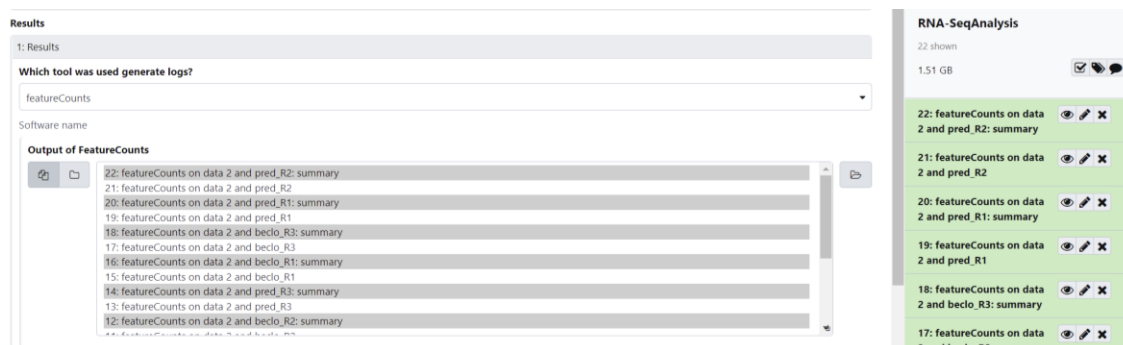 Results
1: Results
Which tool was used generate logs?
featureCounts
Software name
Output of FeatureCounts
22: featureCounts on data 2 and pred_R2: summary
21: featureCounts on data 2 and pred_R2
20: featureCounts on data 2 and pred_R1: summary
19: featureCounts on data 2 and pred_R1
18: featureCounts on data 2 and beclo_R3: summary
17: featureCounts on data 2 and beclo_R3
16: featureCounts on data 2 and beclo_R1: summary
15: featureCounts on data 2 and beclo_R1
14: featureCounts on data 2 and pred_R3: summary
13: featureCounts on data 2 and pred_R3
12: featureCounts on data 2 and beclo_R2: summary
RNA-SeqAnalysis
22 shown
1.51 GB
22: featureCounts on data
2 and pred_R2: summary
21: featureCounts on data
2 and pred_R2
20: featureCounts on data
2 and pred_R1: summary
19: featureCounts on data
2 and pred_R1
18: featureCounts on data
2 and beclo_R3: summary
17: featureCounts on data